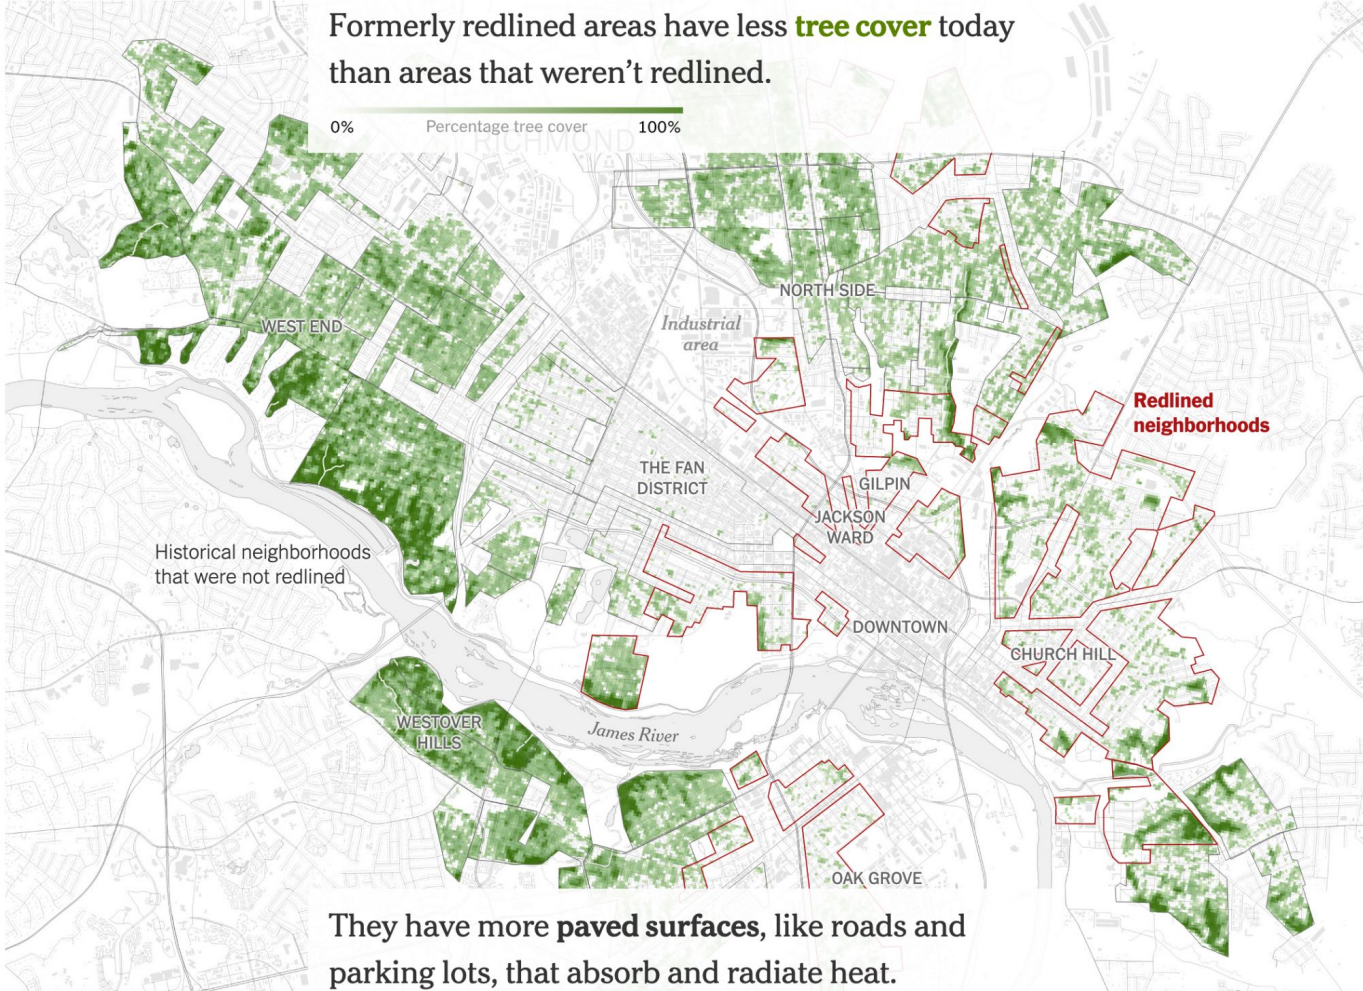 Formerly redlined areas have less tree cover today
than areas that weren't redlined.
0% Percentage tree cover 100%
RICHMOND
NORTH SIDE
WEST END
Industrial
area
Redlined
neighborhoods
THE FAN
DISTRICT
GILPIN
JACKSON
WARD
Historical neighborhoods
that were not redlined
DOWNTOWN
CHURCH HILL
WESTOVER
HILLS
James River
OAK GROVE
They have more paved surfaces, like roads and
parking lots, that absorb and radiate heat.